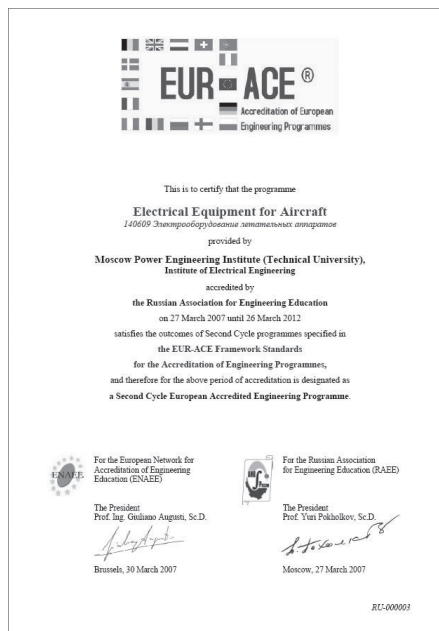 EUR ACE ®
Accreditation of European
Engineering Programmes
This is to certify that the programme
Electrical Equipment for Aircraft
140609 Электрооборудование летательных аппаратов
provided by
Moscow Power Engineering Institute (Technical University),
Institute of Electrical Engineering
accredited by
the Russian Association for Engineering Education
on 27 March 2007 until 26 March 2012
satisfies the outcomes of Second Cycle programmes specified in
the EUR-ACE Framework Standards
for the Accreditation of Engineering Programmes,
and therefore for the above period of accreditation is designated as
a Second Cycle European Accredited Engineering Programme.
ENAEE
For the European Network for
Accreditation of Engineering
Education (ENAEE)
The President
Prof. Ing. Giuliano Augusti, Sc.D.
Brussels, 30 March 2007
For the Russian Association
for Engineering Education (RAEE)
The President
Prof. Yuri Pokholkov, Sc.D.
Moscow, 27 March 2007
RU-000003